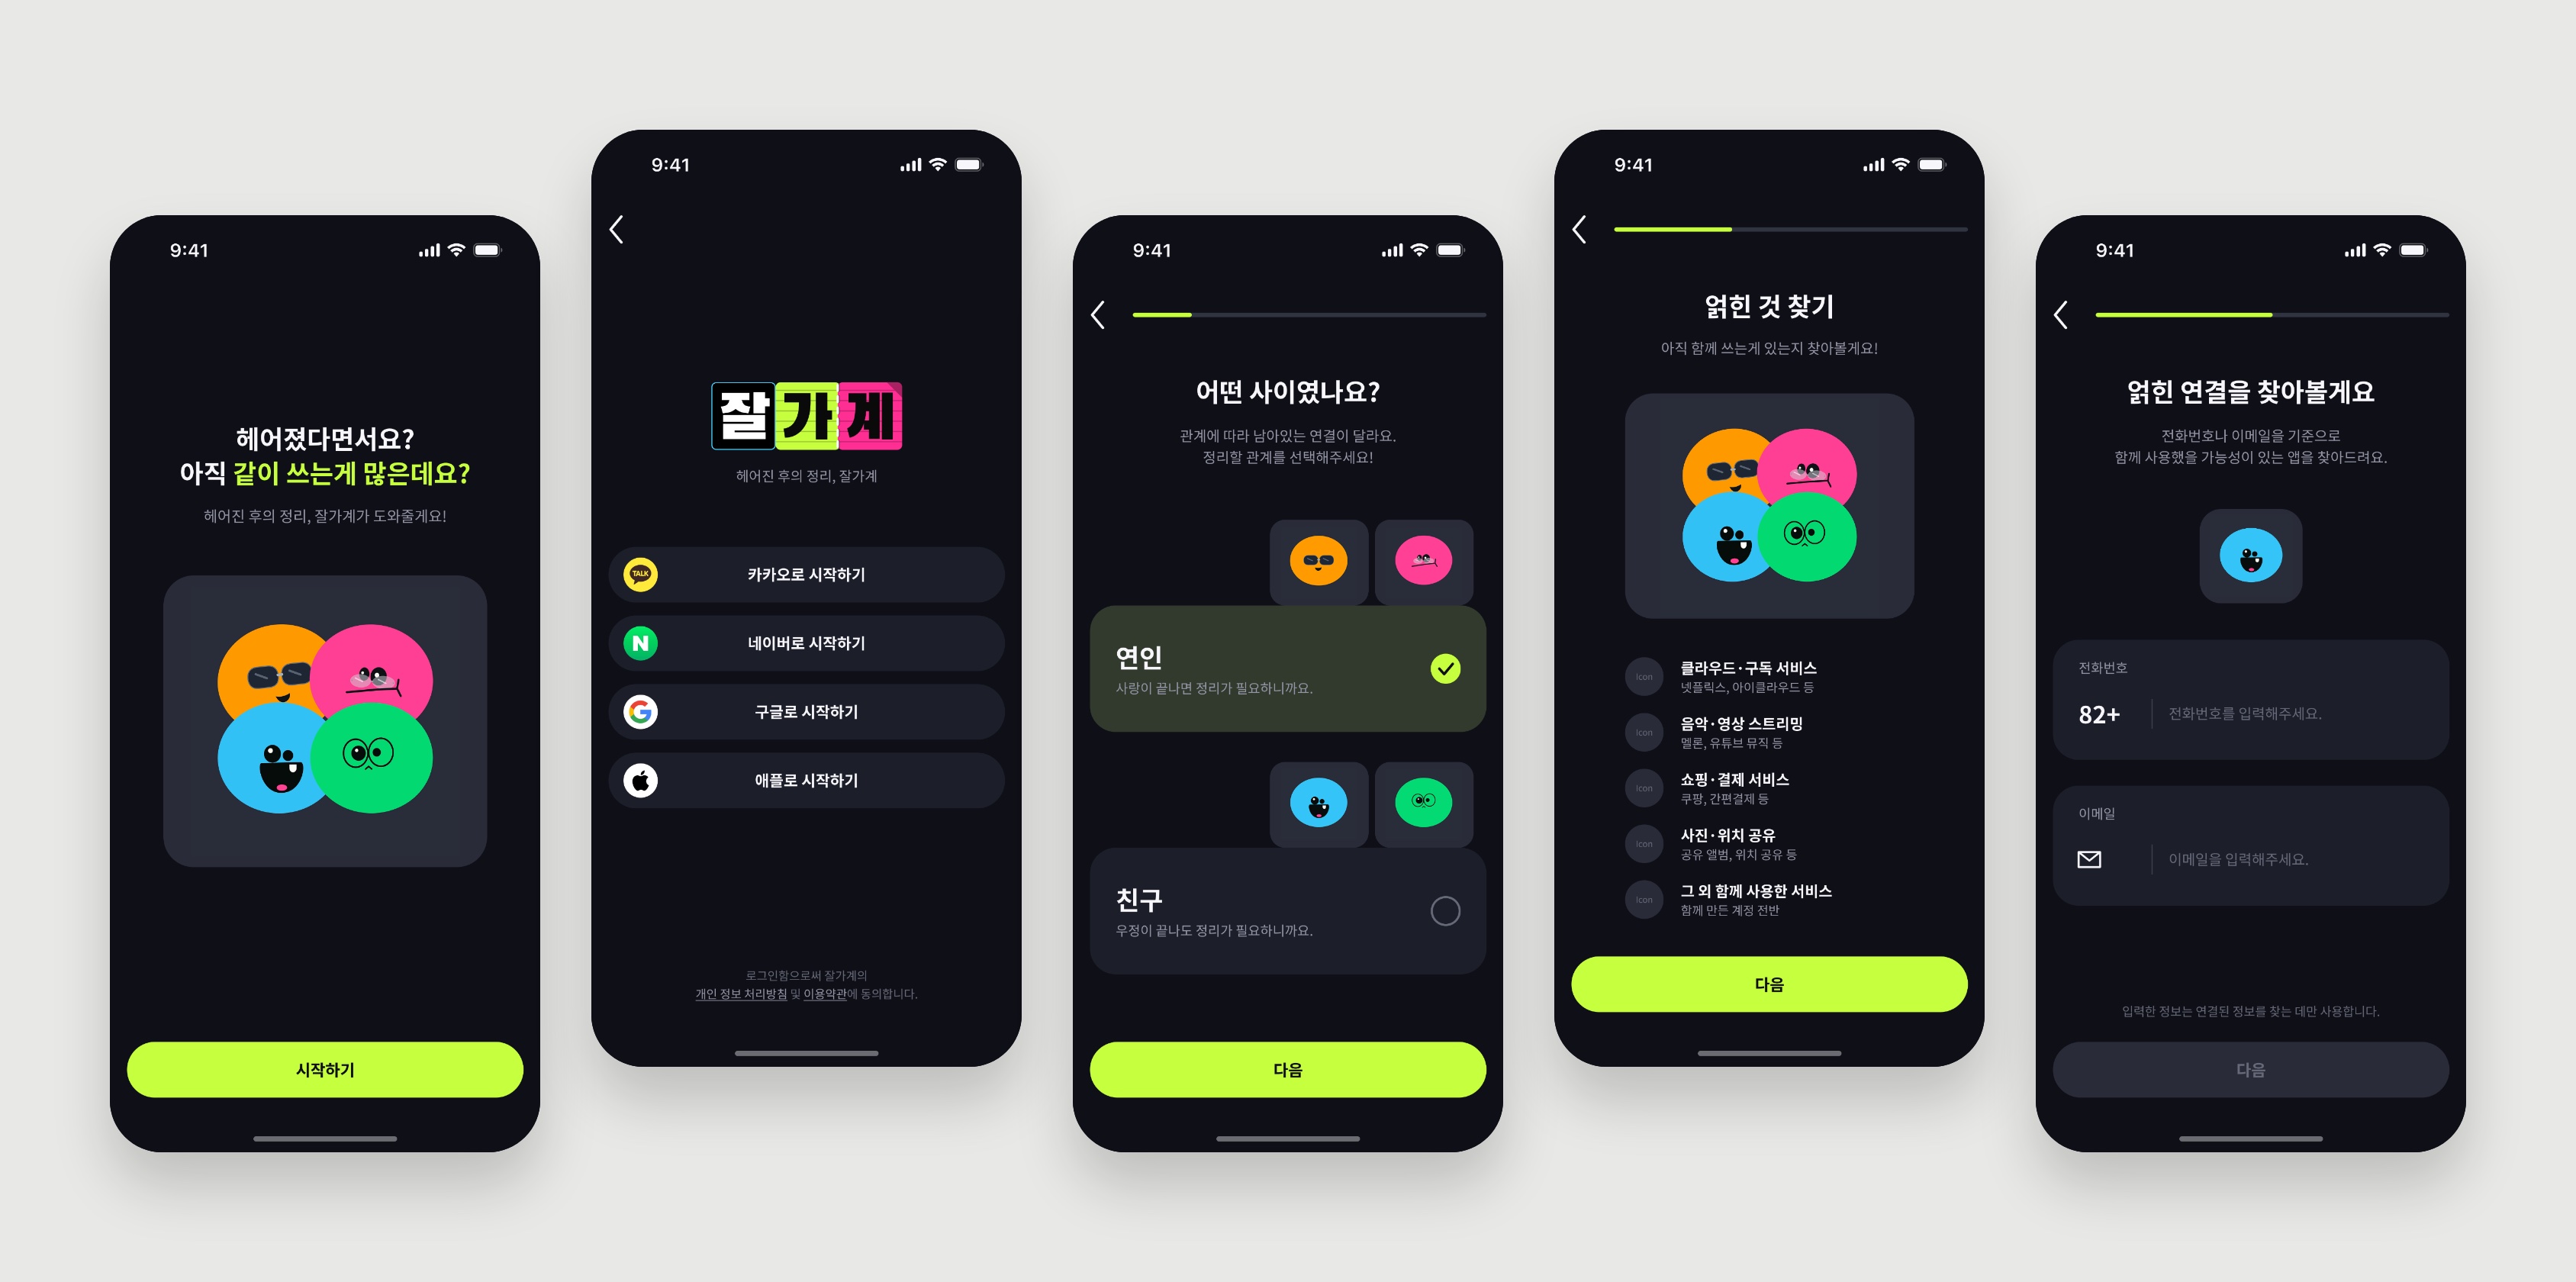 9:41
헤어졌다면서요?
아직 같이 쓰는게 많은데요?
헤어진 후의 정리, 잘가계가 도와줄게요!
시작하기
9:41
잘가계
헤어진 후의 정리, 잘가계
TALK
카카오로 시작하기
N
네이버로 시작하기
G
구글로 시작하기
애플로 시작하기
로그인함으로써 잘가계의
개인 정보 처리방침 및 이용약관에 동의합니다.
9:41
어떤 사이였나요?
관계에 따라 남아있는 연결이 달라요.
정리할 관계를 선택해주세요!
연인
사랑이 끝나면 정리가 필요하니까요.
친구
우정이 끝나도 정리가 필요하니까요.
다음
9:41
얽힌 것 찾기
아직 함께 쓰는게 있는지 찾아볼게요!
Icon
클라우드·구독 서비스
넷플릭스, 아이클라우드 등
Icon
음악·영상 스트리밍
멜론, 유튜브 뮤직 등
Icon
쇼핑·결제 서비스
쿠팡, 간편결제 등
Icon
사진·위치 공유
공유 앨범, 위치 공유 등
Icon
그 외 함께 사용한 서비스
함께 만든 계정 전반
다음
9:41
얽힌 연결을 찾아볼게요
전화번호나 이메일을 기준으로
함께 사용했을 가능성이 있는 앱을 찾아드려요.
전화번호
82+ 전화번호를 입력해주세요.
이메일
이메일을 입력해주세요.
입력한 정보는 연결된 정보를 찾는 데만 사용합니다.
다음